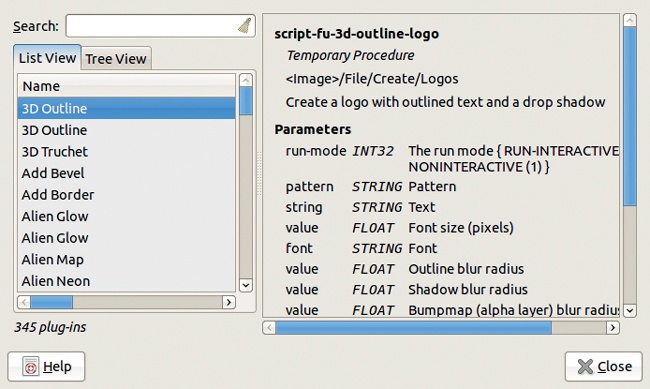 Search:
List View Tree View
Name
3D Outline
3D Outline
3D Truchet
Add Bevel
Add Border
Alien Glow
Alien Glow
Alien Map
Alien Neon
345 plug-ins
script-fu-3d-outline-logo
Temporary Procedure
<Image>/File/Create/Logos
Create a logo with outlined text and a drop shadow
Parameters
run-mode INT32 The run mode { RUN-INTERACTIVE
NONINTERACTIVE (1) }
pattern STRING Pattern
string STRING Text
value FLOAT Font size (pixels)
font STRING Font
value FLOAT Outline blur radius
value FLOAT Shadow blur radius
value FLOAT Bumpmap (alpha layer) blur radius
Help
Close